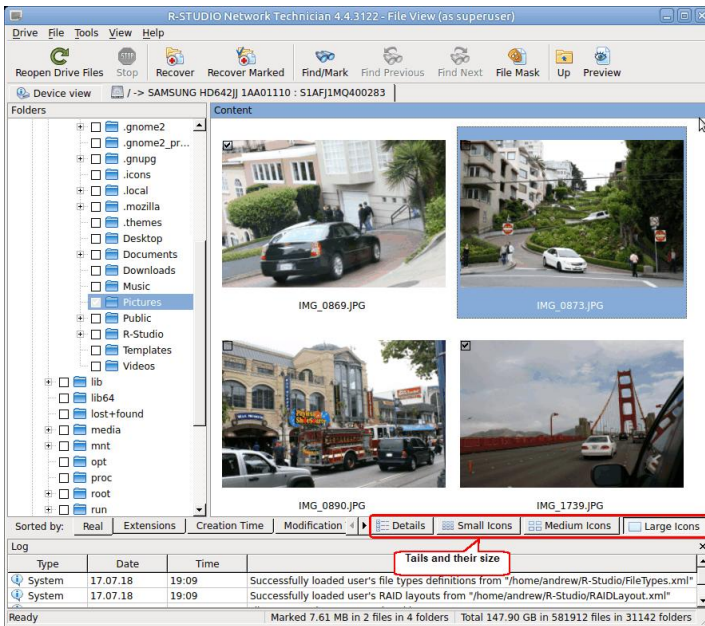 R-STUDIO Network Technician 4.4.3122 - File View (as superuser)
Drive File Tools View Help
Reopen Drive Files Stop Recover Recover Marked Find/Mark Find Previous Find Next File Mask Up Preview
Device view / -> SAMSUNG HD642JJ 1AA01110 : S1AFJ1MQ400283
Folders
Content
.gnome2
.gnome2_pr...
.gnupg
.icons
.local
.mozilla
.themes
Desktop
Documents
Downloads
Music
Pictures
Public
R-Studio
Templates
Videos
lib
lib64
lost+found
media
mnt
opt
proc
root
run
IMG_0869.JPG
IMG_0873.JPG
IMG_0890.JPG
IMG_1739.JPG
Sorted by: Real Extensions Creation Time Modification Details Small Icons Medium Icons Large Icons
Tails and their size
Log
Type Date Time
System 17.07.18 19:09 Successfully loaded user's file types definitions from "/home/andrew/R-Studio/FileTypes.xml"
System 17.07.18 19:09 Successfully loaded user's RAID layouts from "/home/andrew/R-Studio/RAIDLayout.xml"
Ready Marked 7.61 MB in 2 files in 4 folders Total 147.90 GB in 581912 files in 31142 folders